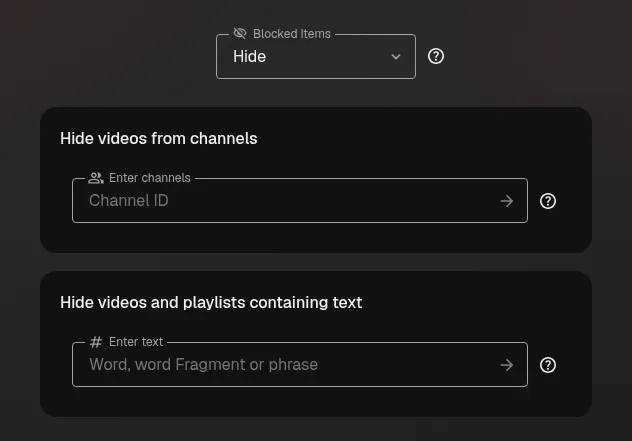 Blocked Items
Hide
Hide videos from channels
Enter channels
Channel ID
Hide videos and playlists containing text
Enter text
Word, word Fragment or phrase